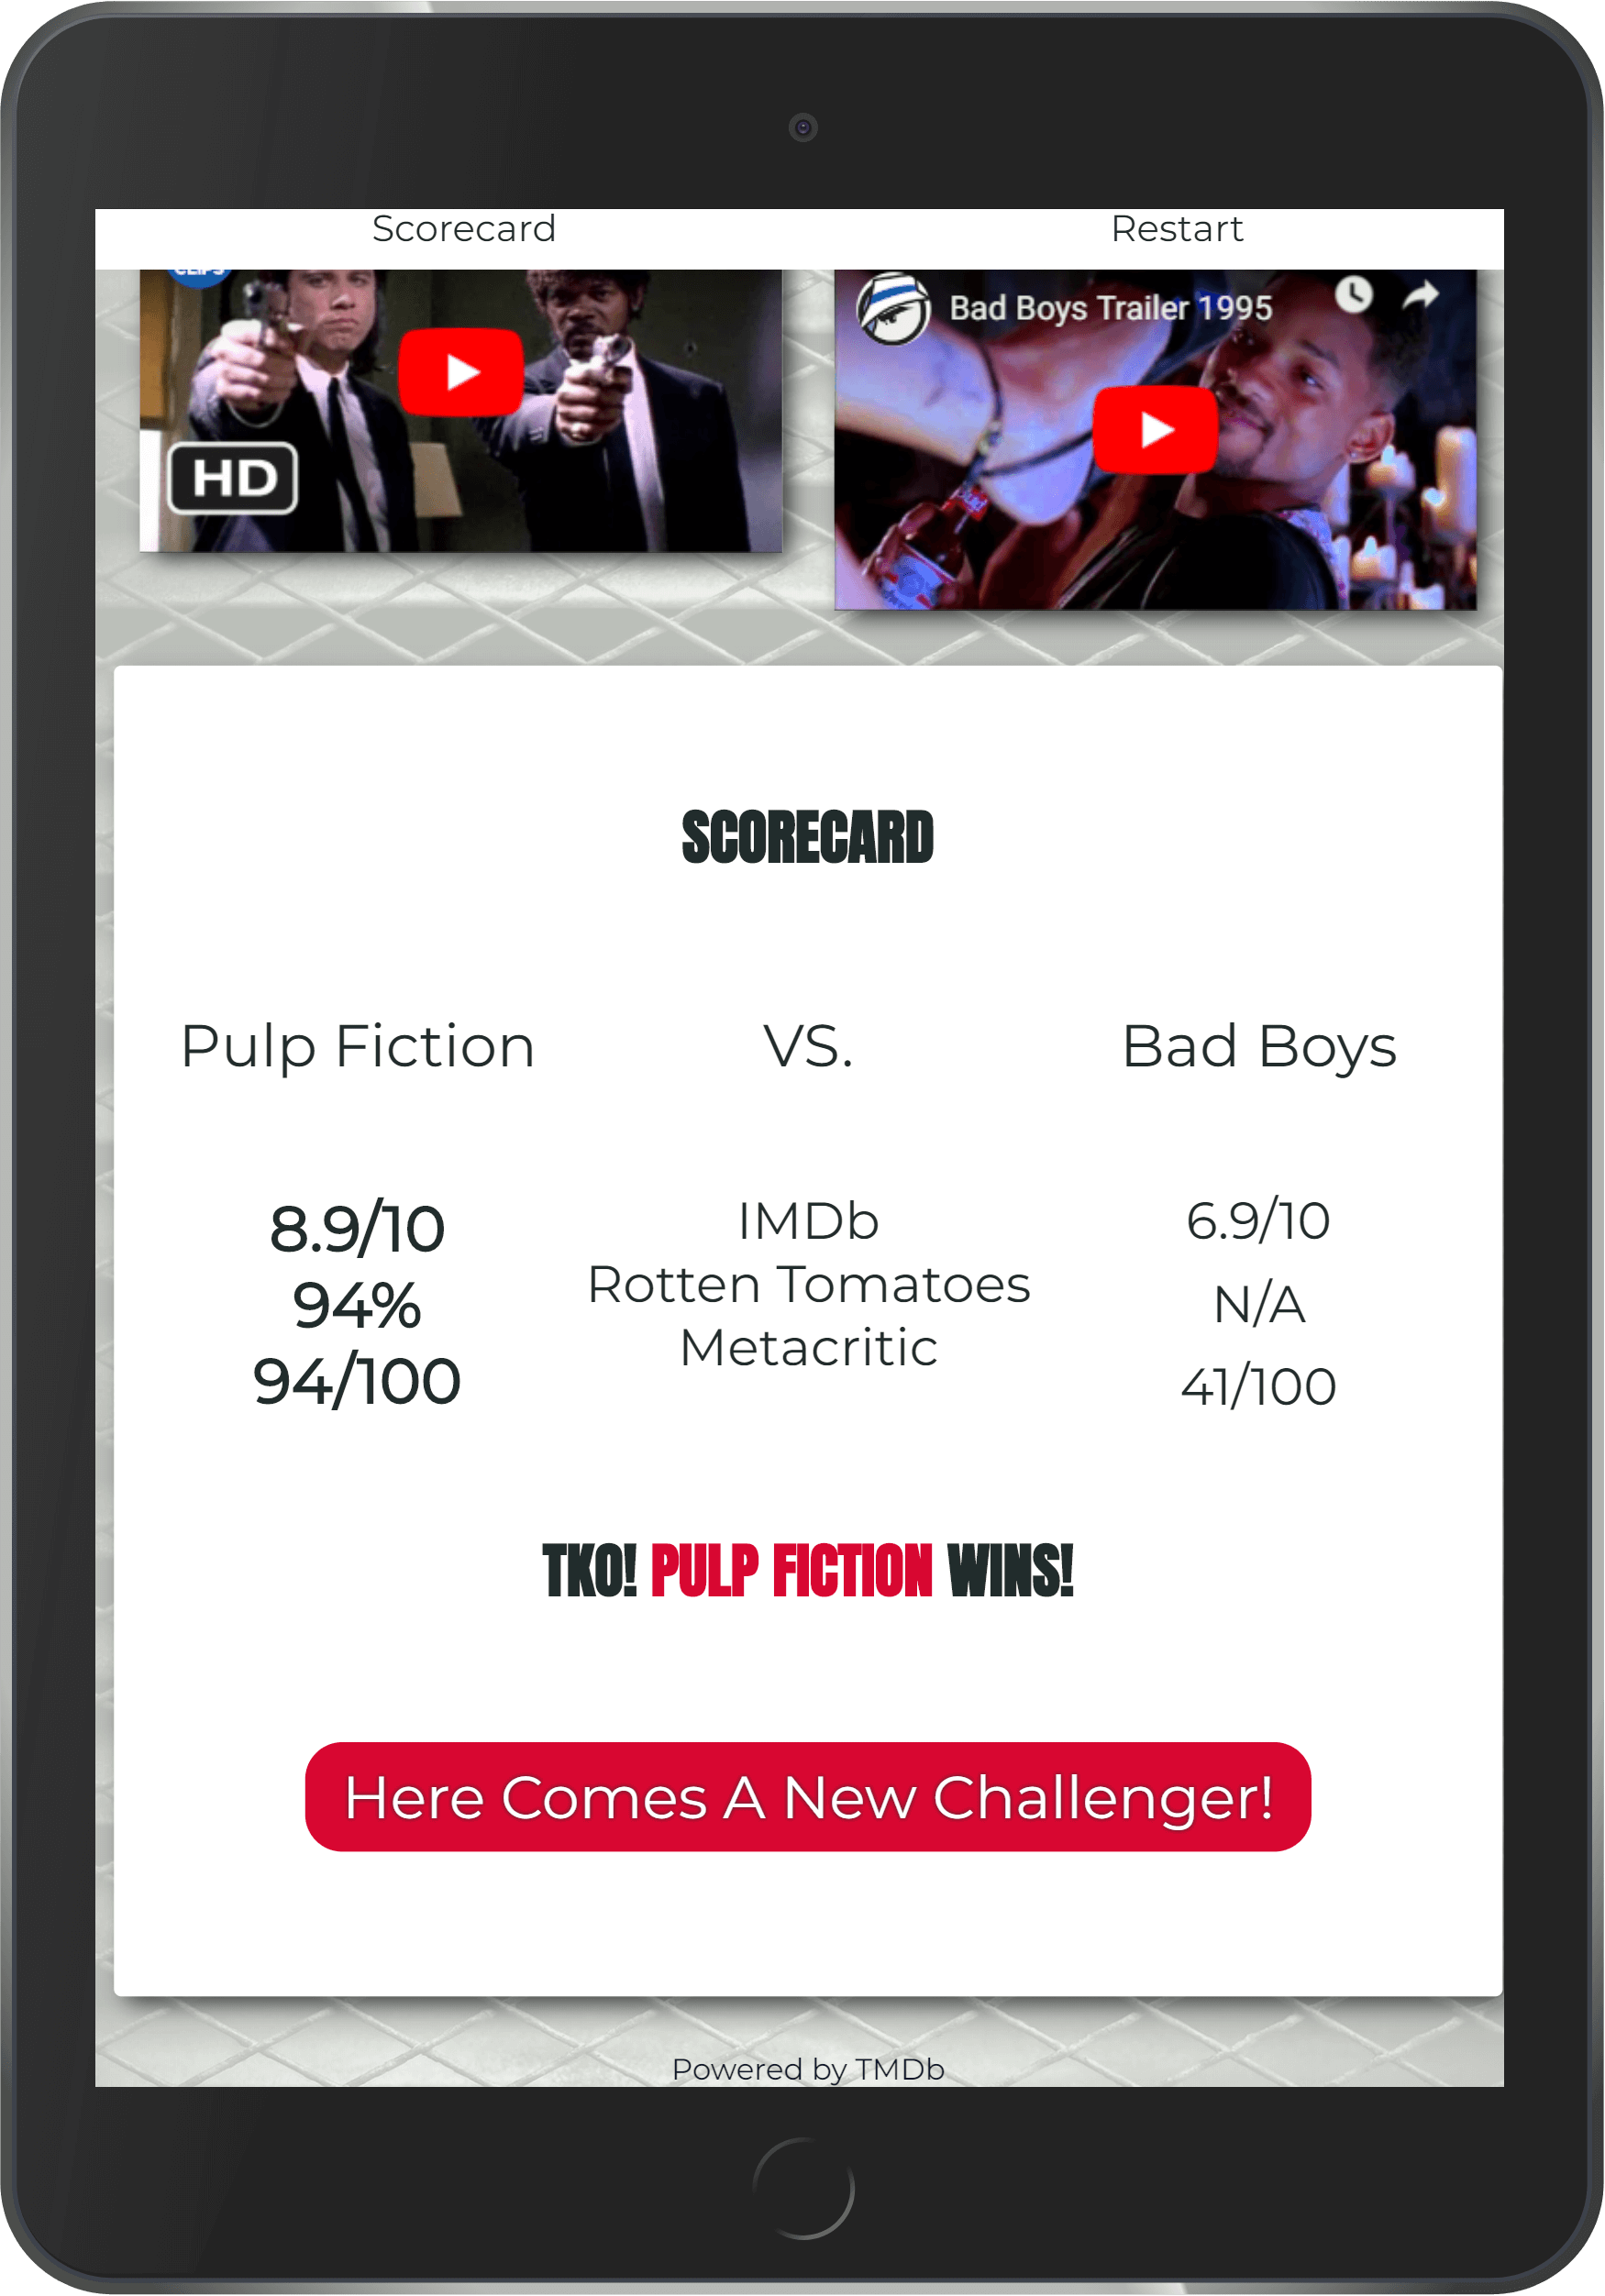 Scorecard Restart
CLIPS
HD
Bad Boys Trailer 1995
SCORECARD
Pulp Fiction VS. Bad Boys
8.9/10 IMDb 6.9/10
94% Rotten Tomatoes N/A
94/100 Metacritic 41/100
TKO! PULP FICTION WINS!
Here Comes A New Challenger!
Powered by TMDb